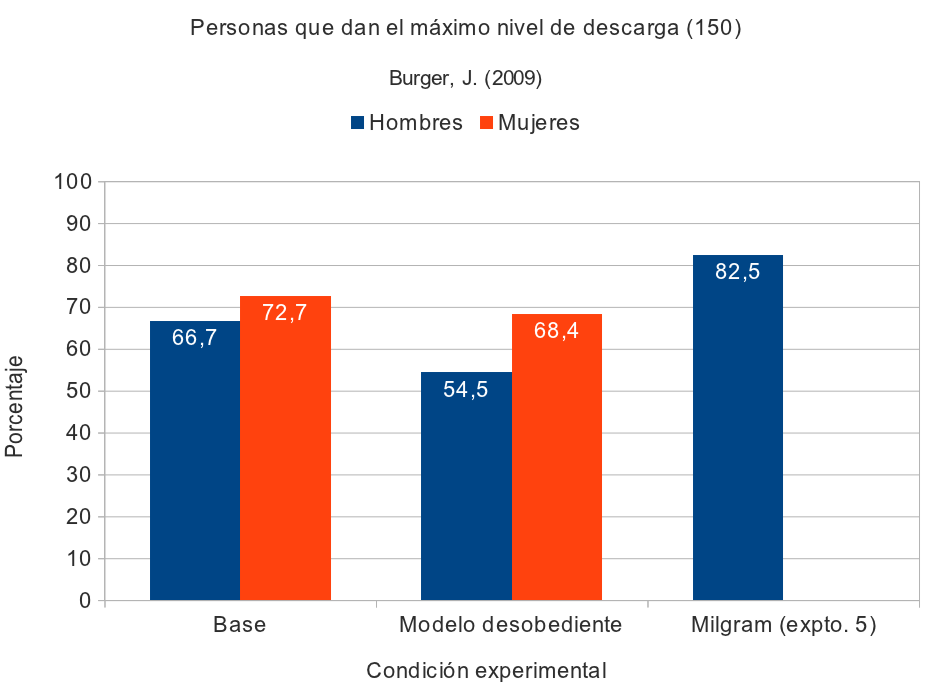 Personas que dan el máximo nivel de descarga (150)
Burger, J. (2009)
Hombres Mujeres
100
90
80
70
60
50
40
30
20
10
0
Porcentaje
66,7
72,7
54,5
68,4
82,5
Base Modelo desobediente Milgram (expto. 5)
Condición experimental